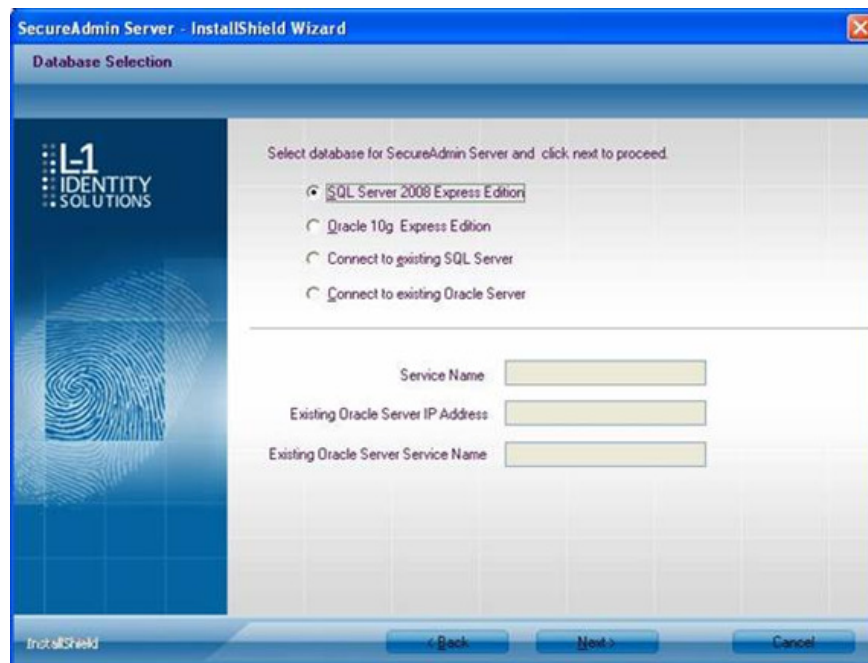 SecureAdmin Server - InstallShield Wizard
Database Selection
L-1
IDENTITY
SOLUTIONS
Select database for SecureAdmin Server and click next to proceed.
SQL Server 2008 Express Edition
Oracle 10g Express Edition
Connect to existing SQL Server
Connect to existing Oracle Server
Service Name
Existing Oracle Server IP Address
Existing Oracle Server Service Name
InstallShield
< Back
Next >
Cancel